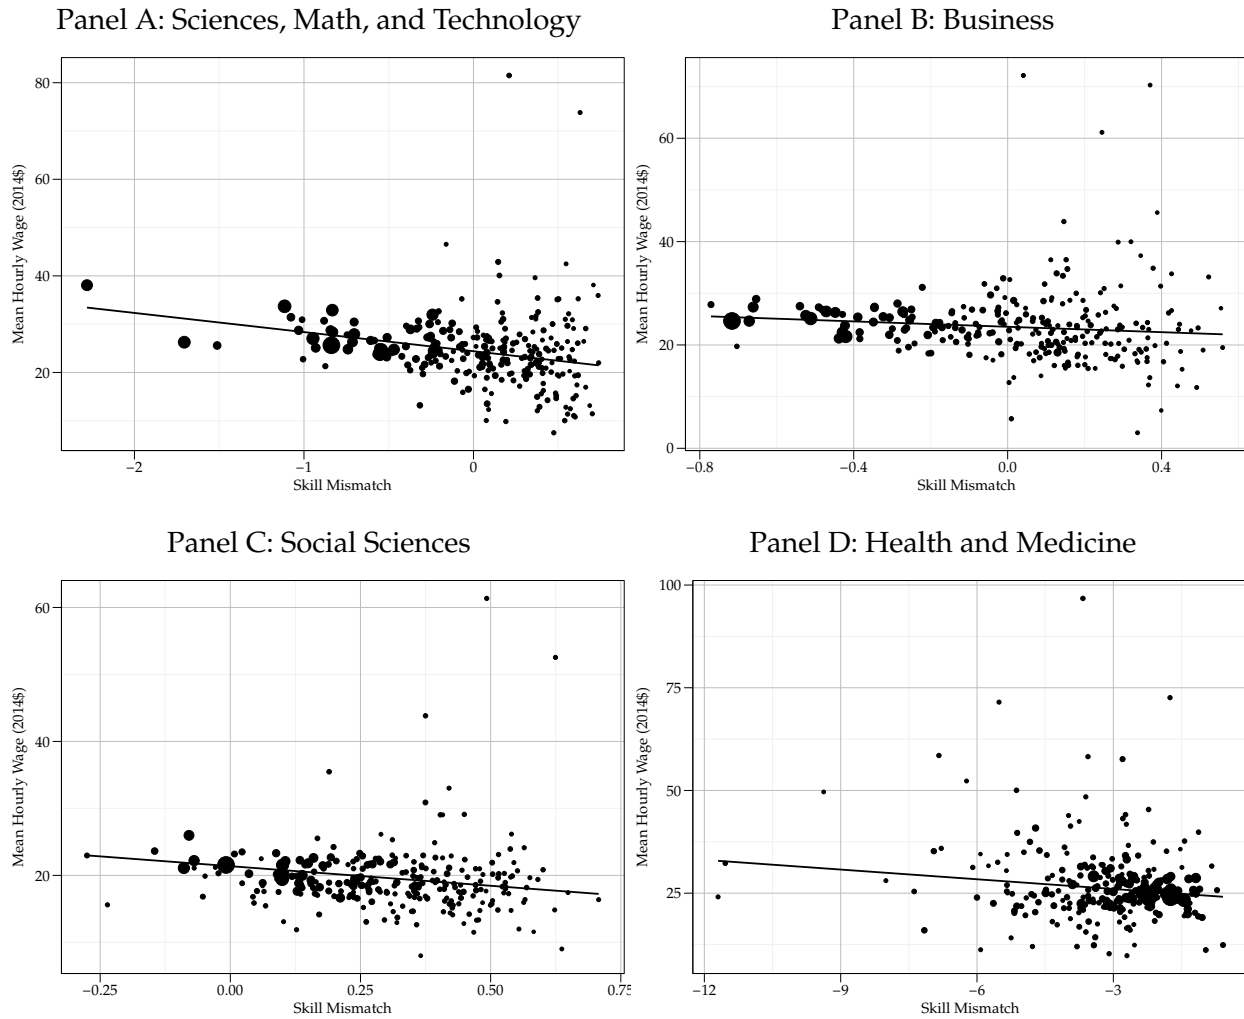 Panel A: Sciences, Math, and Technology
Mean Hourly Wage (2014$)
80
60
40
20
−2
−1
0
Skill Mismatch
Panel B: Business
Mean Hourly Wage (2014$)
60
40
20
0
−0.8
−0.4
0.0
0.4
Skill Mismatch
Panel C: Social Sciences
Mean Hourly Wage (2014$)
60
40
20
−0.25
0.00
0.25
0.50
0.75
Skill Mismatch
Panel D: Health and Medicine
Mean Hourly Wage (2014$)
100
75
50
25
−12
−9
−6
−3
Skill Mismatch